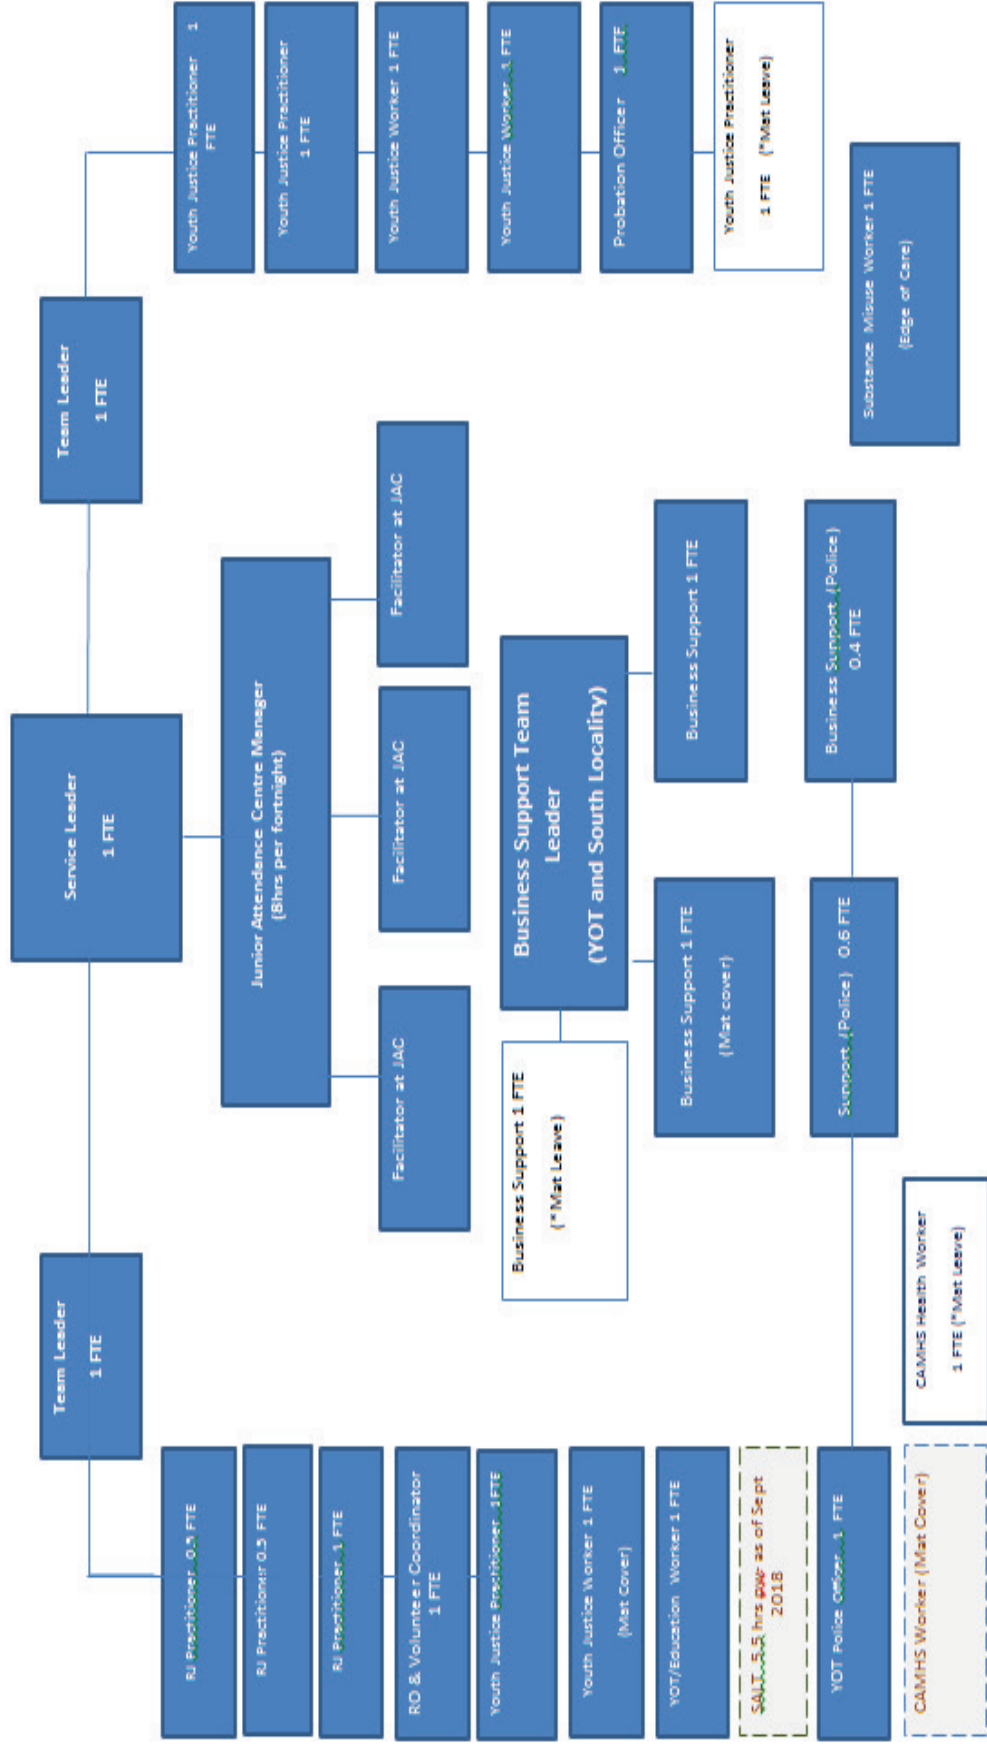 Service Leader
1 FTE
Team Leader
1 FTE
Team Leader
1 FTE
Junior Attendance Centre Manager
(8hrs per fortnight)
Facilitator at JAC
Facilitator at JAC
Facilitator at JAC
RJ Practitioner 0.5 FTE
RJ Practitioner 0.5 FTE
RJ Practitioner 1 FTE
RO & Volunteer Coordinator
1 FTE
Youth Justice Practitioner 1FTE
Youth Justice Worker 1 FTE
(Mat Cover)
YOT/Education Worker 1 FTE
SALT 5.5 hrs pw as of Sept
2018
YOT Police Officer 1 FTE
CAMHS Worker (Mat Cover)
CAMHS Health Worker
1 FTE (*Mat Leave)
Business Support Team
Leader
(YOT and South Locality)
Business Support 1 FTE
(*Mat Leave)
Business Support 1 FTE
(Mat cover)
Business Support 1 FTE
Support (Police) 0.6 FTE
Business Support (Police)
0.4 FTE
Youth Justice Practitioner 1
FTE
Youth Justice Practitioner
1 FTE
Youth Justice Worker 1 FTE
Youth Justice Worker 1 FTE
Probation Officer 1 FTE
Youth Justice Practitioner
1 FTE (*Mat Leave)
Substance Misuse Worker 1 FTE
(Edge of Care)